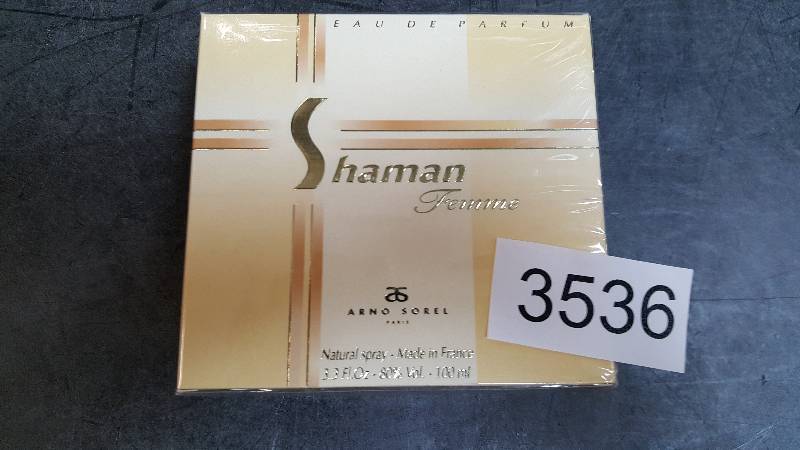 EAU DE PARFUM
Shaman
Femme
ARNO SOREL
PARIS
Natural spray - Made in France
3.3 Fl.Oz - 80% Vol. - 100 ml
3536